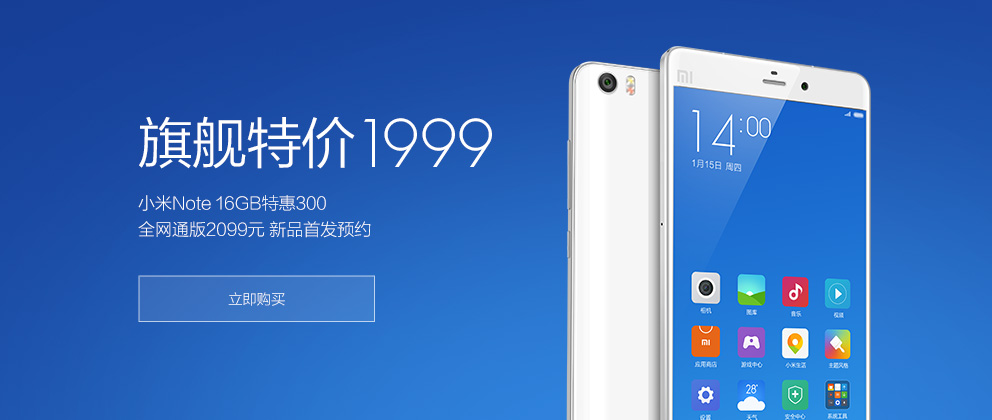 旗舰特价1999
小米Note 16GB特惠300
全网通版2099元 新品首发预约
立即购买
MI
14:00
1月15日 周四
相机
图库
音乐
视频
MI
应用商店
游戏中心
小米生活
主题风格
28°
设置
天气
安全中心
系统工具